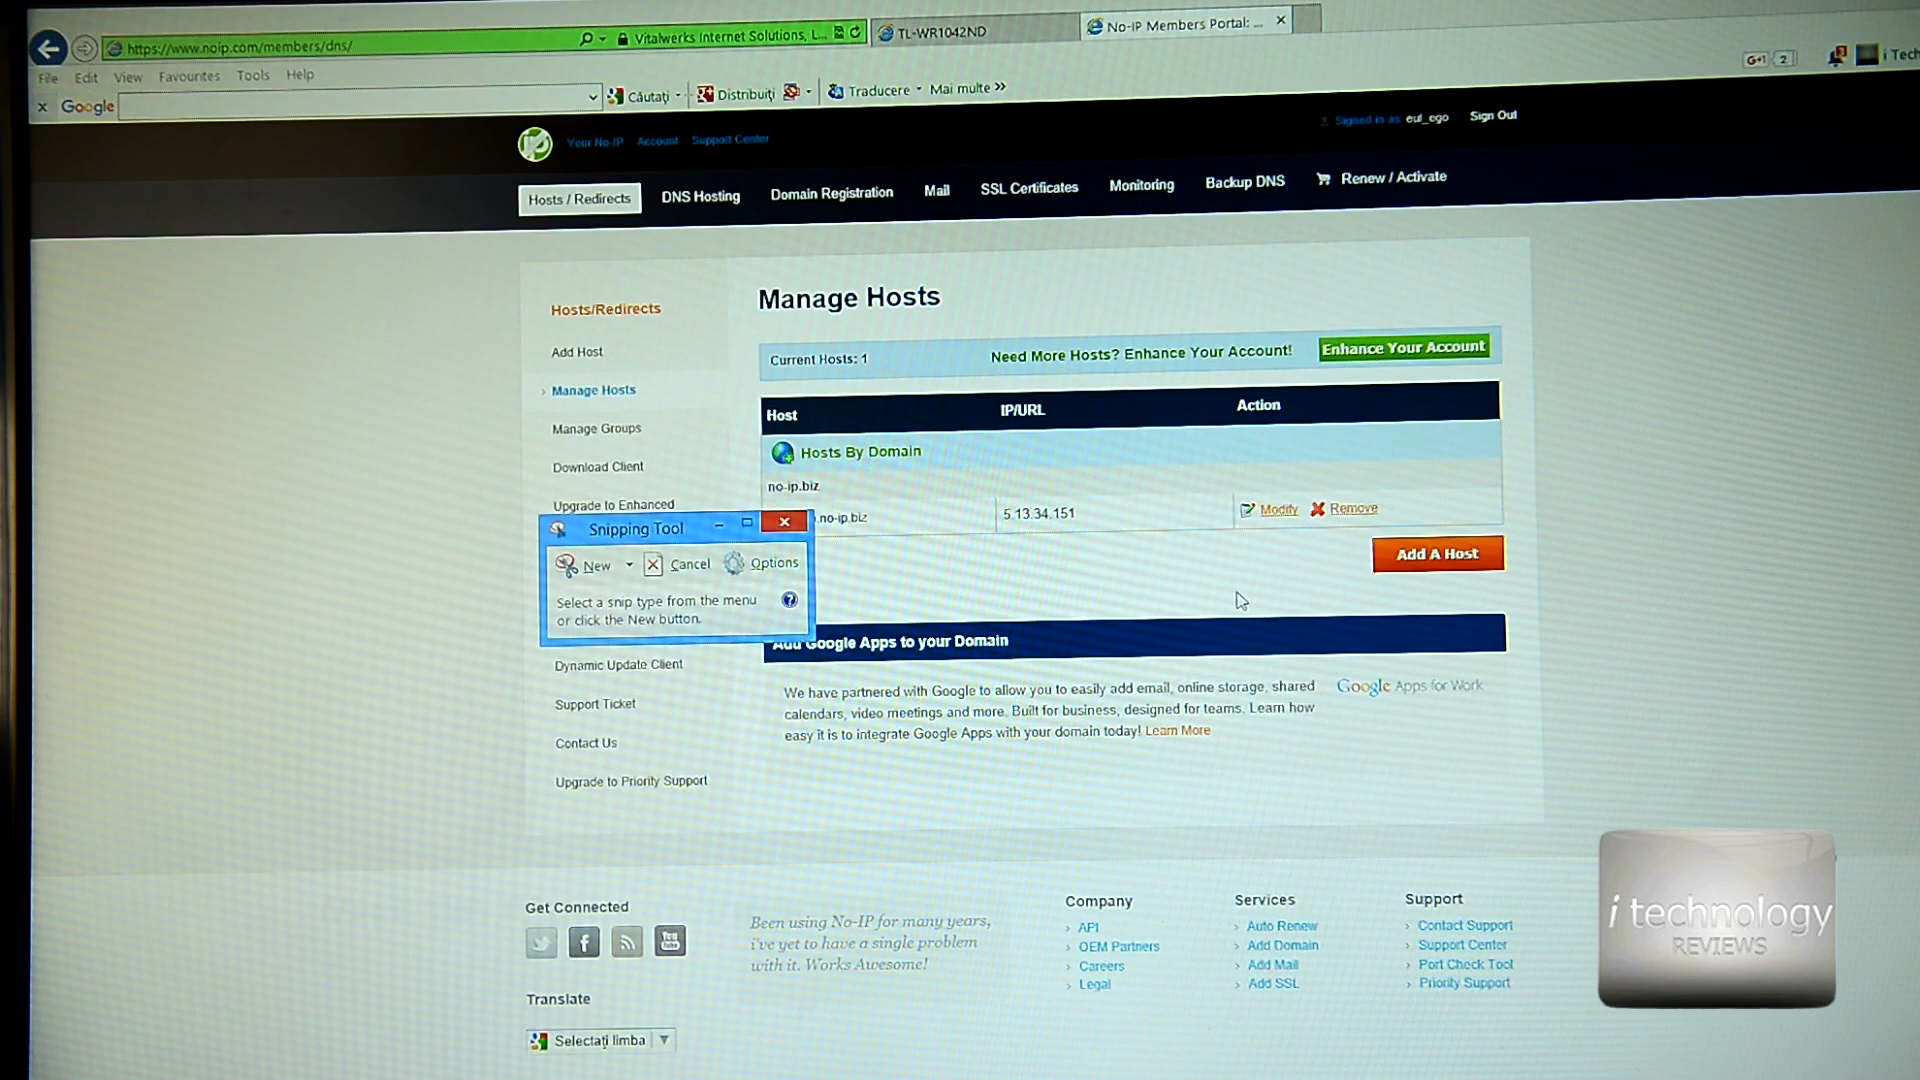 https://www.noip.com/members/dns/
Vitalwerks Internet Solutions, L...
TL-WR1042ND
No-IP Members Portal: ...
File Edit View Favourites Tools Help
G+1 2
3
i Tech
x Google
Căutați
Distribuiți
Traducere
Mai multe »
Your No-IP Account Support Center
Signed in as eul_ego Sign Out
Hosts / Redirects DNS Hosting Domain Registration Mail SSL Certificates Monitoring Backup DNS Renew / Activate
Hosts/Redirects
Add Host
Manage Hosts
Manage Groups
Download Client
Upgrade to Enhanced
Manage Hosts
Current Hosts: 1
Need More Hosts? Enhance Your Account!
Enhance Your Account
Host IP/URL Action
Hosts By Domain
no-ip.biz
.no-ip.biz 5.13.34.151 Modify Remove
Add A Host
Snipping Tool
New Cancel Options
Select a snip type from the menu
or click the New button.
Dynamic Update Client
Support Ticket
Contact Us
Upgrade to Priority Support
Add Google Apps to your Domain
We have partnered with Google to allow you to easily add email, online storage, shared
calendars, video meetings and more. Built for business, designed for teams. Learn how
easy it is to integrate Google Apps with your domain today! Learn More
Google Apps for Work
Get Connected
You Tube
Translate
Selectați limba
Been using No-IP for many years,
i've yet to have a single problem
with it. Works Awesome!
Company
API
OEM Partners
Careers
Legal
Services
Auto Renew
Add Domain
Add Mail
Add SSL
Support
Contact Support
Support Center
Port Check Tool
Priority Support
i technology
REVIEWS